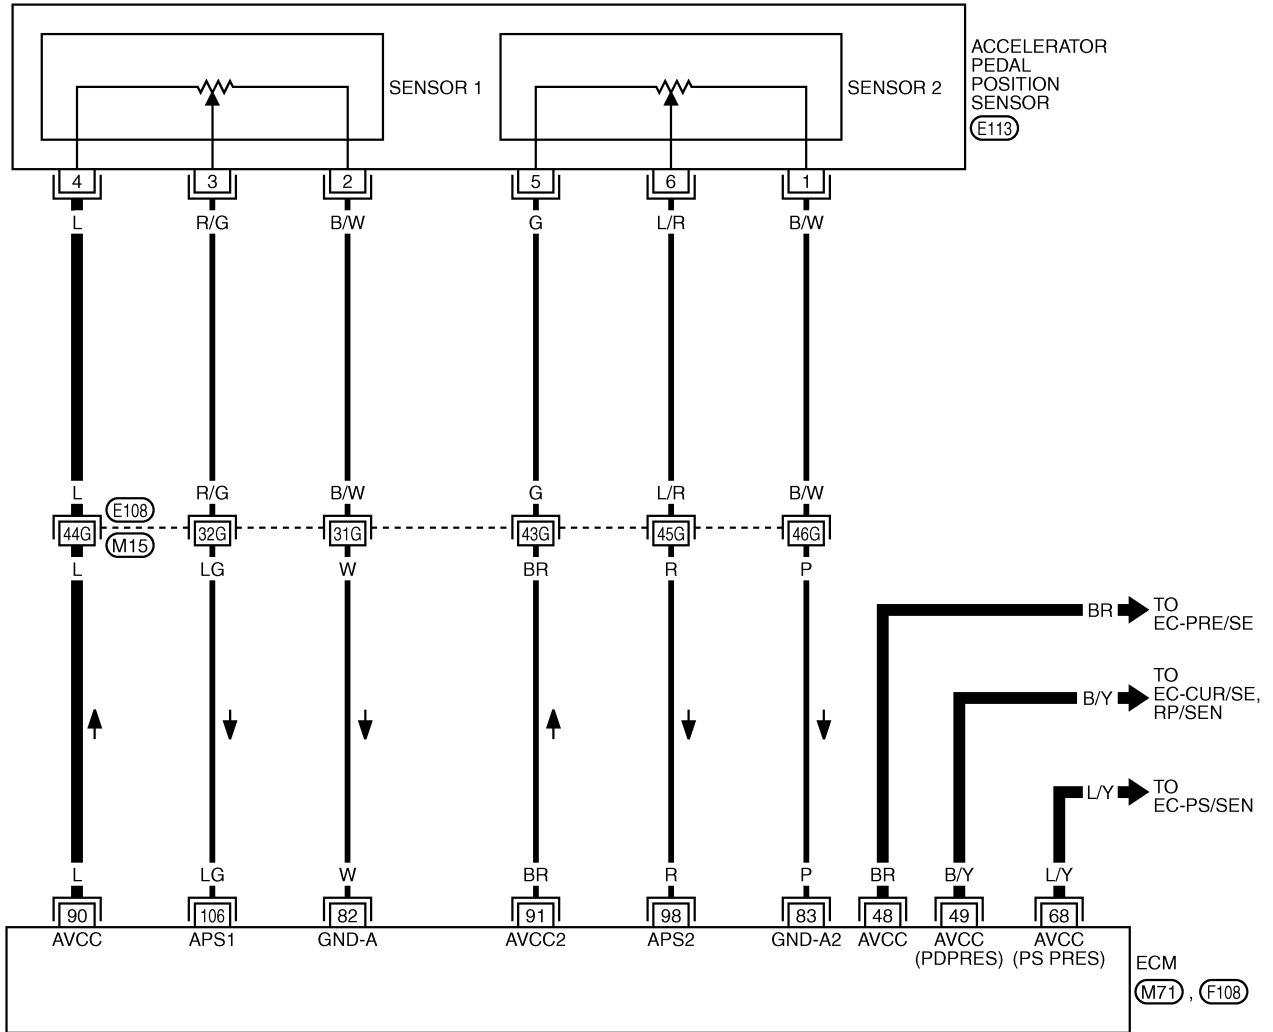 ACCELERATOR
PEDAL
POSITION
SENSOR
E113
SENSOR 1
SENSOR 2
4 3 2 5 6 1
L R/G B/W G L/R B/W
L R/G B/W G L/R B/W
E108
44G 32G 31G 43G 45G 46G
M15
L LG W BR R P
BR TO
EC-PRE/SE
B/Y TO
EC-CUR/SE,
RP/SEN
L/Y TO
EC-PS/SEN
L LG W BR R P BR B/Y L/Y
90 106 82 91 98 83 48 49 68
AVCC APS1 GND-A AVCC2 APS2 GND-A2 AVCC AVCC AVCC
(PDPRES) (PS PRES)
ECM
M71 , F108